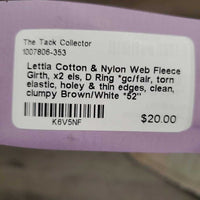 The Tack Collector
1007806-353
Lettia Cotton & Nylon Web Fleece
Girth, x2 els, D Ring *gc/fair, torn
elastic, holey & thin edges, clean,
clumpy Brown/White *52"
K6V5NF
$20.00